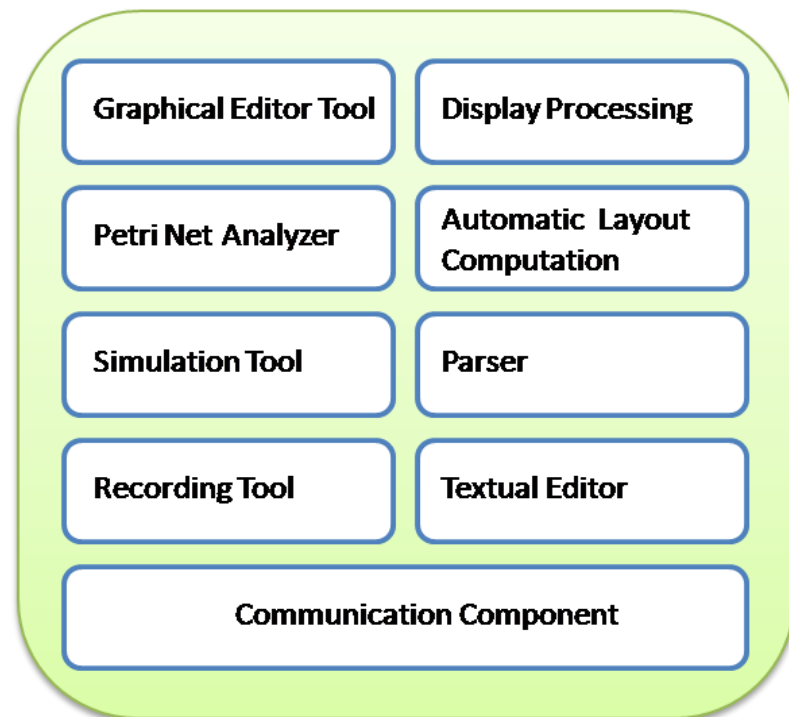 Graphical Editor Tool
Display Processing
Petri Net Analyzer
Automatic Layout
Computation
Simulation Tool
Parser
Recording Tool
Textual Editor
Communication Component